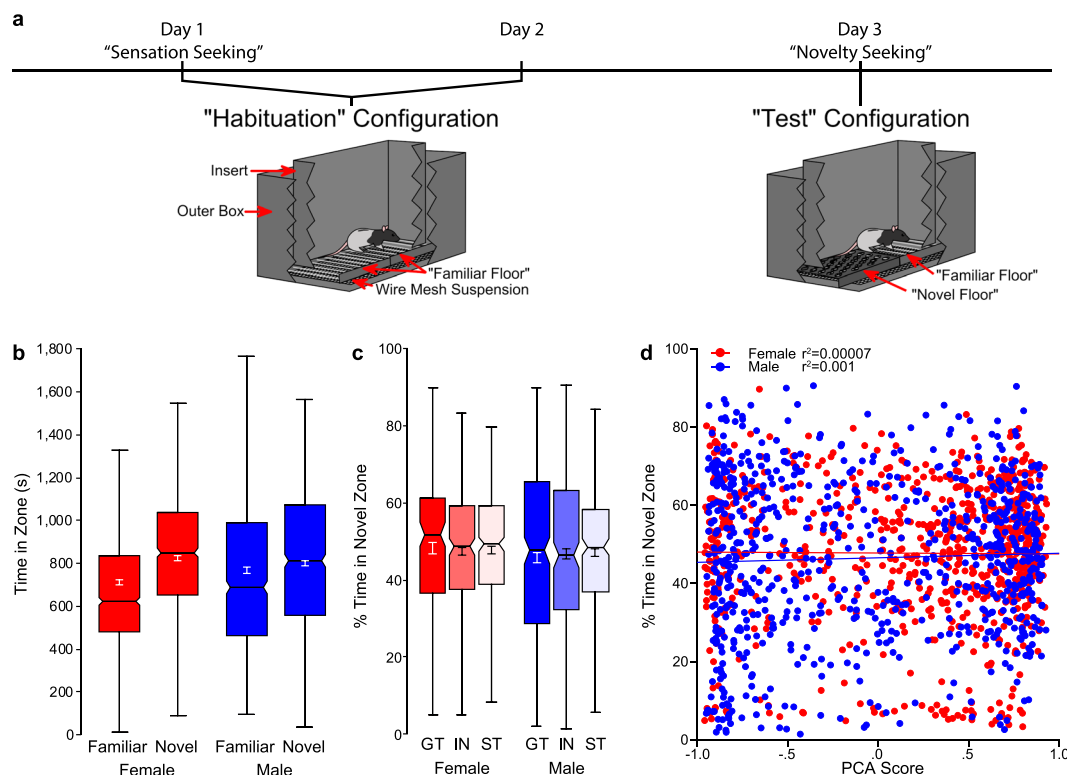 a
Day 1
"Sensation Seeking"
Day 2
Day 3
"Novelty Seeking"
"Habituation" Configuration
Insert
Outer Box
"Familiar Floor"
Wire Mesh Suspension
"Test" Configuration
"Familiar Floor"
"Novel Floor"
b
Time in Zone (s)
1,800
1,600
1,400
1,200
1,000
800
600
400
200
0
Familiar Novel Familiar Novel
Female Male
c
% Time in Novel Zone
100
80
60
40
20
0
GT IN ST GT IN ST
Female Male
d
Female r²=0.00007
Male r²=0.001
% Time in Novel Zone
100
80
60
40
20
0
-1.0 -.5 .0 .5 1.0
PCA Score